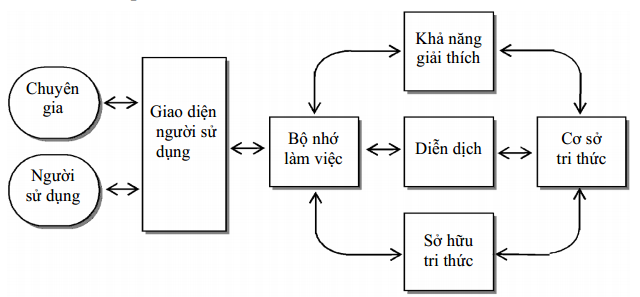 Chuyên
gia
Người
sử dụng
Giao diện
người sử
dụng
Bộ nhớ
làm việc
Khả năng
giải thích
Diễn dịch
Sở hữu
tri thức
Cơ sở
tri thức